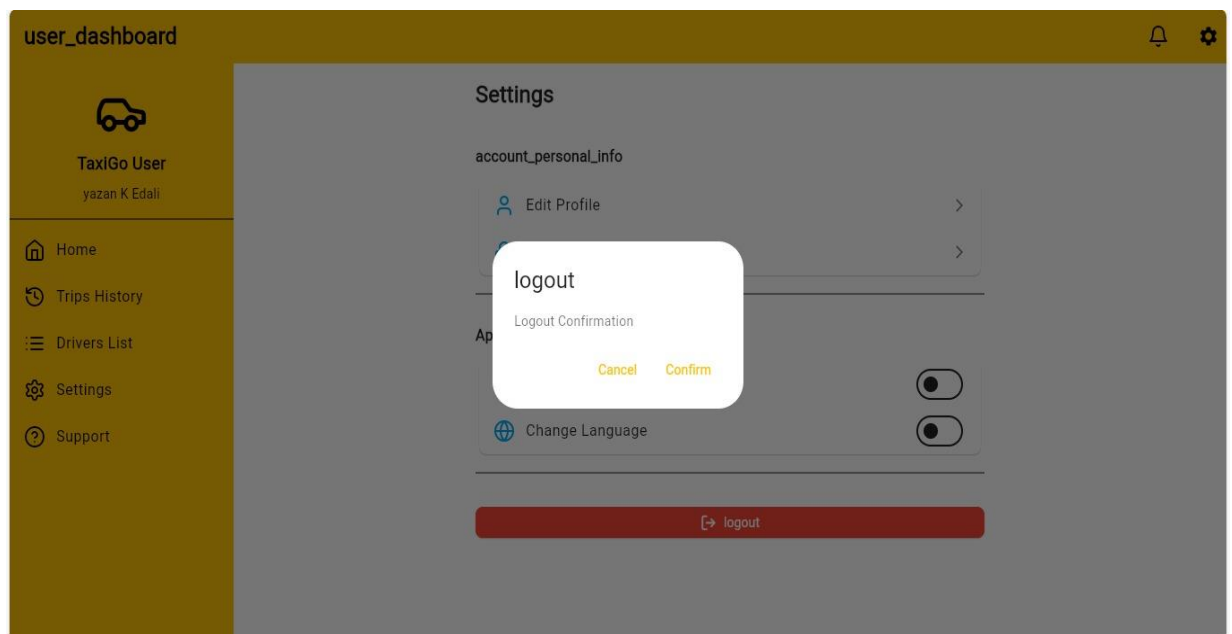 user_dashboard
TaxiGo User
yazan K Edali
Home
Trips History
Drivers List
Settings
Support
Settings
account_personal_info
Edit Profile
logout
Logout Confirmation
Cancel
Confirm
Change Language
logout